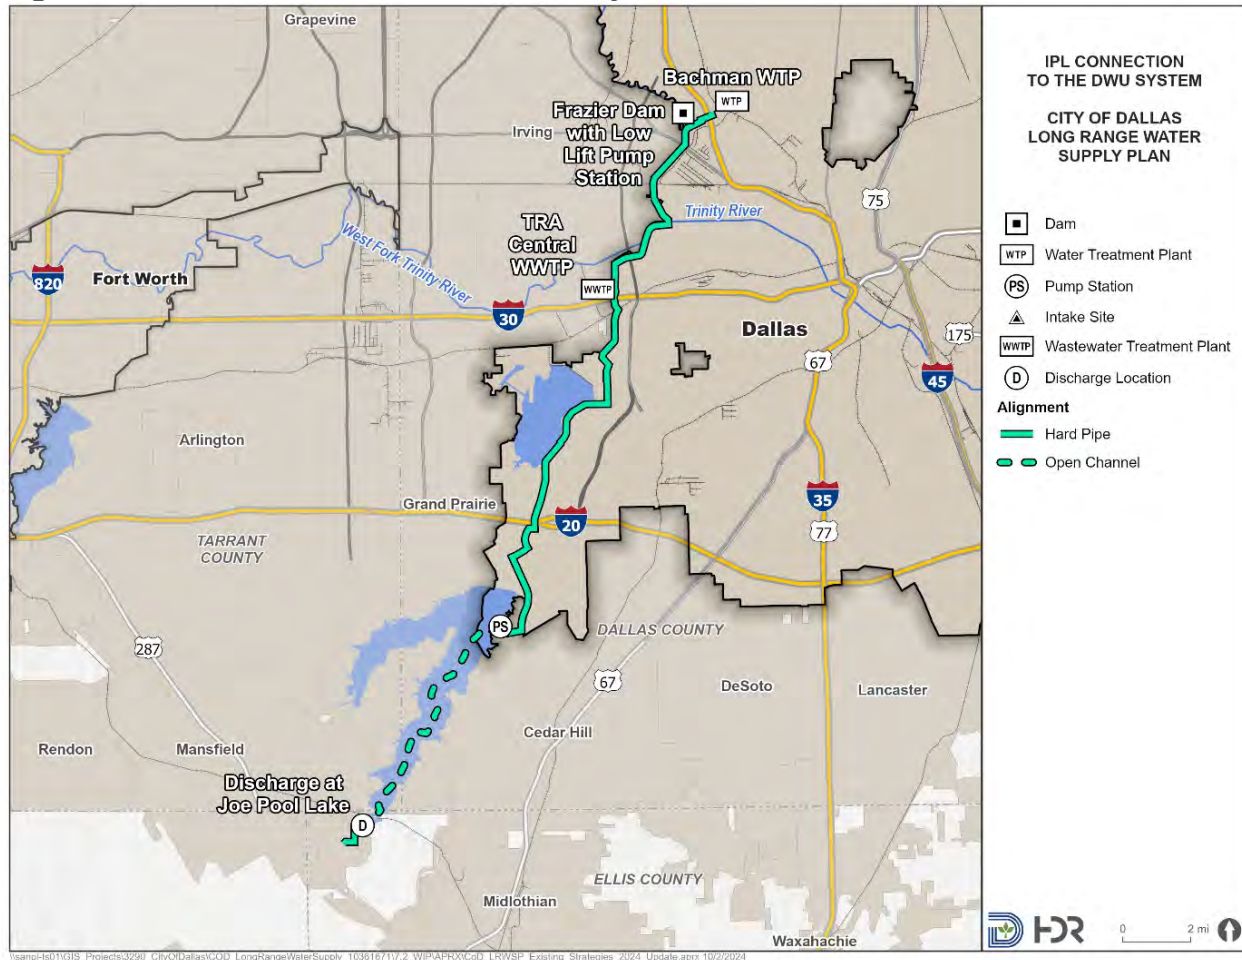 Grapevine
Bachman WTP
WTP
Frazier Dam
with Low
Lift Pump
Station
Irving
75
TRA
Central
WWTP
Trinity River
West Fork Trinity River
820
Fort Worth
WWTP
30
Dallas
175
67
45
Arlington
Grand Prairie
20
35
77
TARRANT
COUNTY
PS
DALLAS COUNTY
287
67
DeSoto
Lancaster
Cedar Hill
Rendon
Mansfield
Discharge at
Joe Pool Lake
D
ELLIS COUNTY
Midlothian
Waxahachie
IPL CONNECTION
TO THE DWU SYSTEM
CITY OF DALLAS
LONG RANGE WATER
SUPPLY PLAN
Dam
WTP Water Treatment Plant
PS Pump Station
Intake Site
WWTP Wastewater Treatment Plant
D Discharge Location
Alignment
Hard Pipe
Open Channel
HDR
0 2 mi